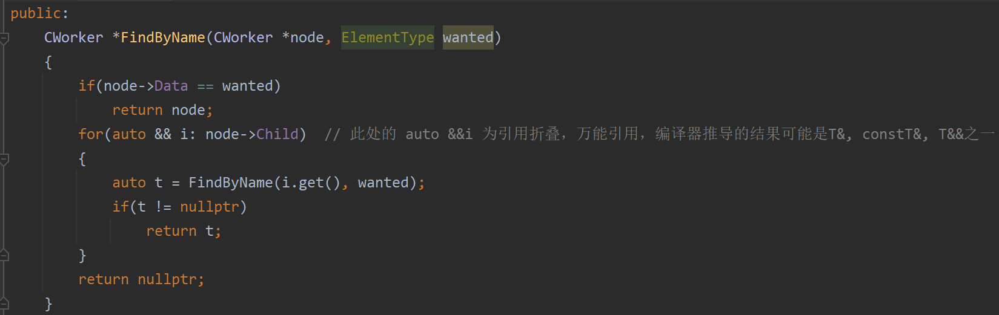 public:
    CWorker *FindByName(CWorker *node, ElementType wanted)
    {
        if(node->Data == wanted)
            return node;
        for(auto && i: node->Child)  // 此处的 auto &&i 为引用折叠，万能引用，编译器推导的结果可能是T&, constT&, T&&之一
        {
            auto t = FindByName(i.get(), wanted);
            if(t != nullptr)
                return t;
        }
        return nullptr;
    }